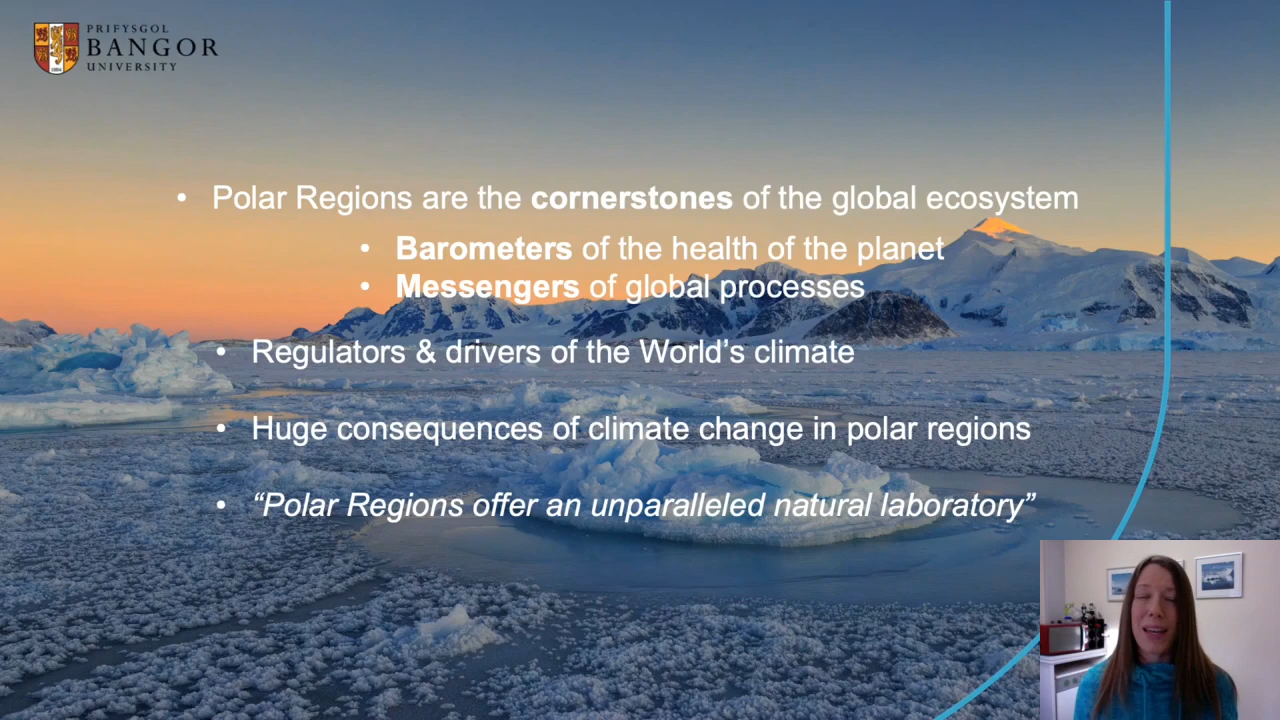 PRIFYSGOL
BANGOR
UNIVERSITY
• Polar Regions are the cornerstones of the global ecosystem
• Barometers of the health of the planet
• Messengers of global processes
• Regulators & drivers of the World’s climate
• Huge consequences of climate change in polar regions
• “Polar Regions offer an unparalleled natural laboratory”